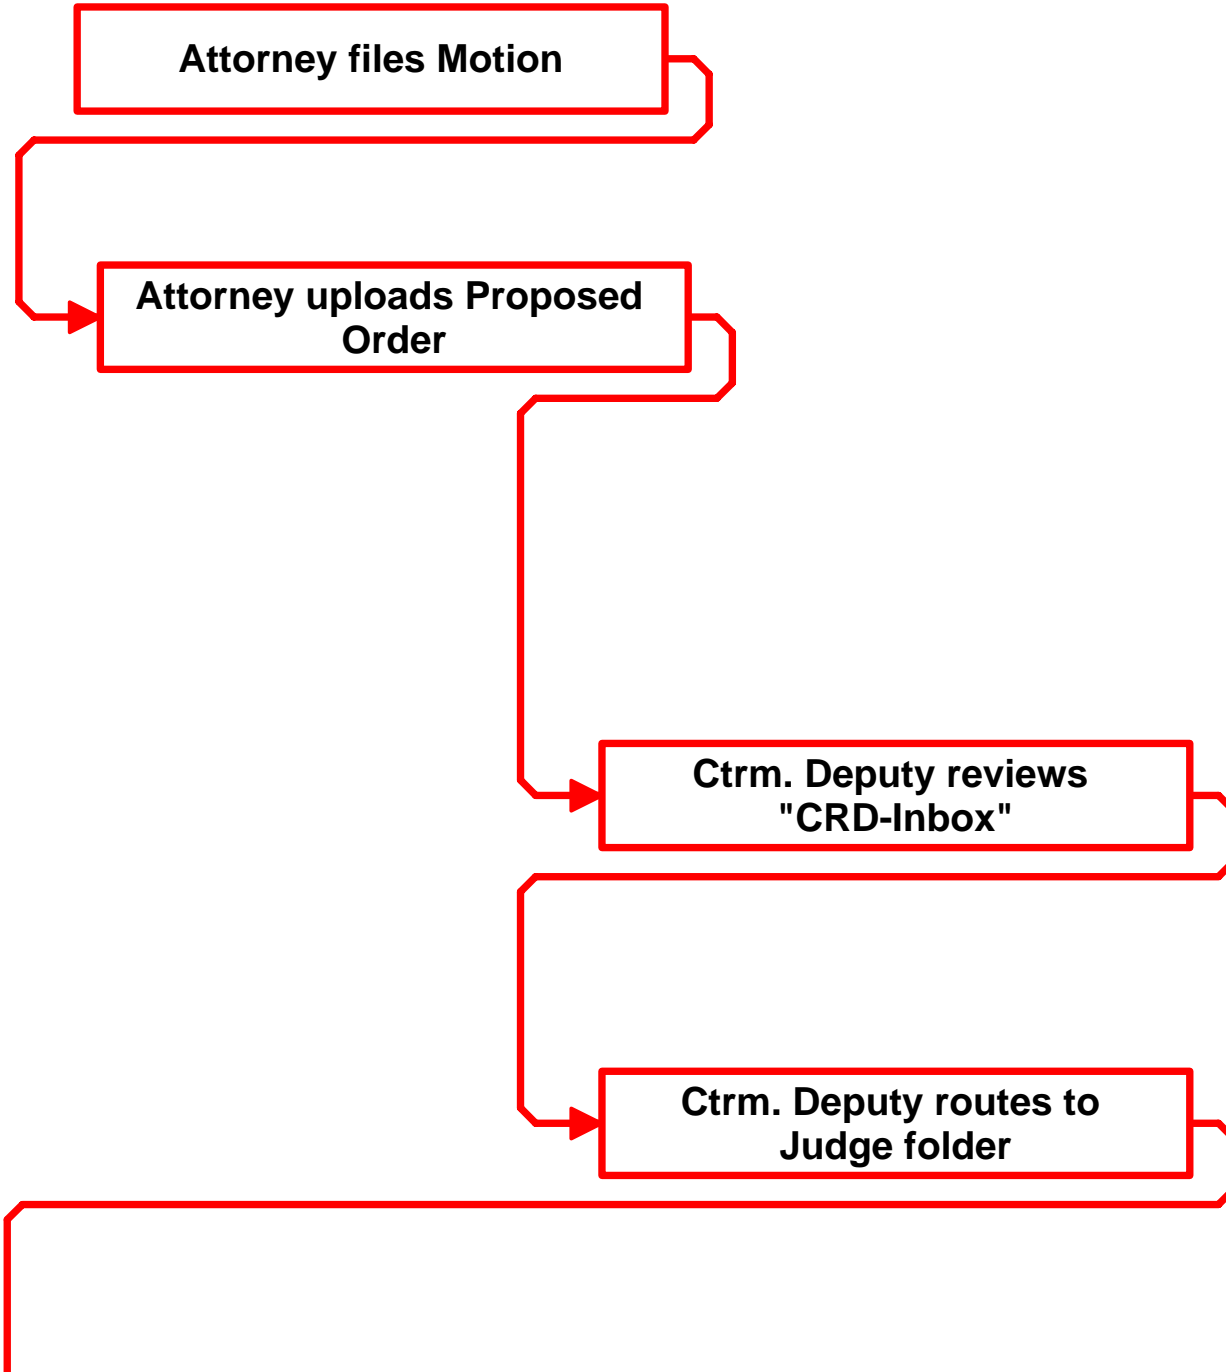 Attorney files Motion
Attorney uploads Proposed
Order
Ctrm. Deputy reviews
"CRD-Inbox"
Ctrm. Deputy routes to
Judge folder